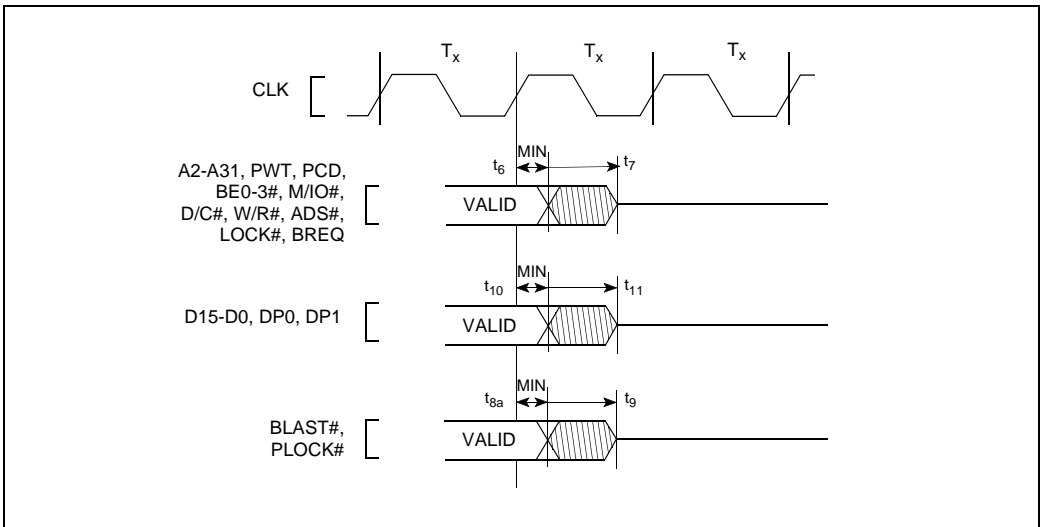 Tx Tx Tx
CLK
MIN
t6 t7
A2-A31, PWT, PCD,
BE0-3#, M/IO#,
D/C#, W/R#, ADS#,
LOCK#, BREQ
VALID
MIN
t10 t11
D15-D0, DP0, DP1
VALID
MIN
t8a t9
BLAST#,
PLOCK#
VALID